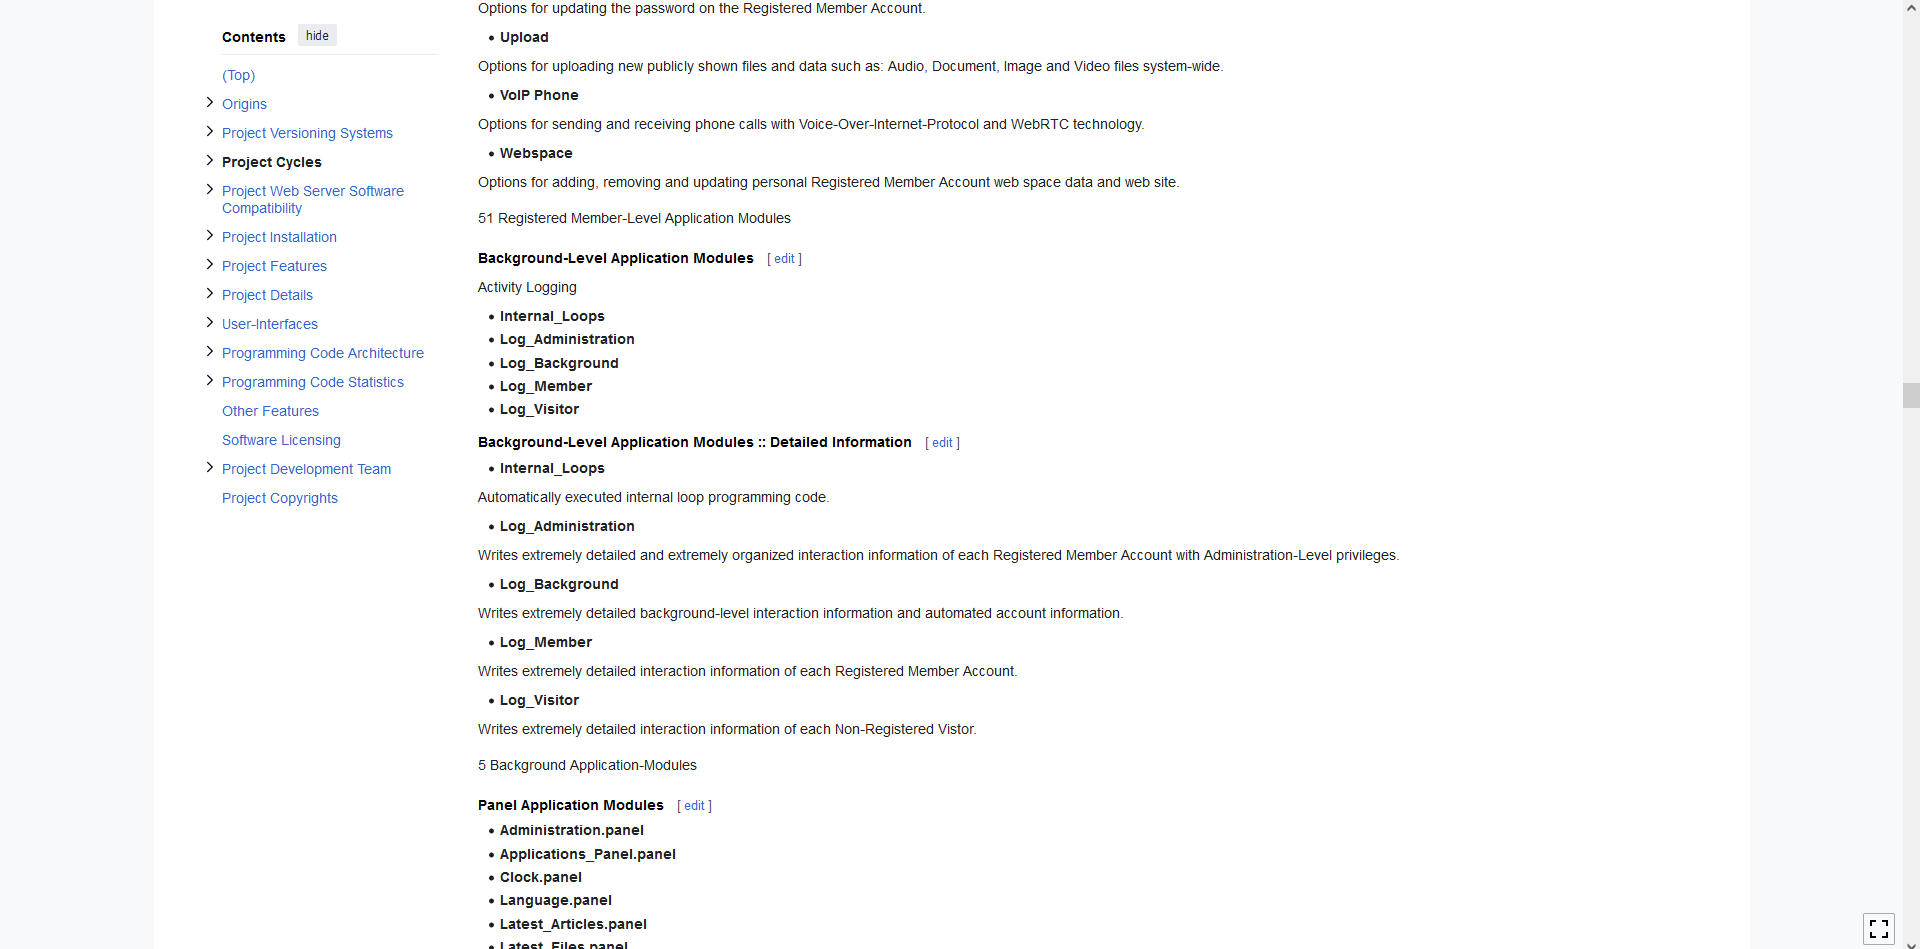 Contents hide
(Top)
Origins
Project Versioning Systems
Project Cycles
Project Web Server Software
Compatibility
Project Installation
Project Features
Project Details
User-Interfaces
Programming Code Architecture
Programming Code Statistics
Other Features
Software Licensing
Project Development Team
Project Copyrights
Options for updating the password on the Registered Member Account.
• Upload
Options for uploading new publicly shown files and data such as: Audio, Document, Image and Video files system-wide.
• VoIP Phone
Options for sending and receiving phone calls with Voice-Over-Internet-Protocol and WebRTC technology.
• Webspace
Options for adding, removing and updating personal Registered Member Account web space data and web site.
51 Registered Member-Level Application Modules
Background-Level Application Modules [ edit ]
Activity Logging
• Internal_Loops
• Log_Administration
• Log_Background
• Log_Member
• Log_Visitor
Background-Level Application Modules :: Detailed Information [ edit ]
• Internal_Loops
Automatically executed internal loop programming code.
• Log_Administration
Writes extremely detailed and extremely organized interaction information of each Registered Member Account with Administration-Level privileges.
• Log_Background
Writes extremely detailed background-level interaction information and automated account information.
• Log_Member
Writes extremely detailed interaction information of each Registered Member Account.
• Log_Visitor
Writes extremely detailed interaction information of each Non-Registered Vistor.
5 Background Application-Modules
Panel Application Modules [ edit ]
• Administration.panel
• Applications_Panel.panel
• Clock.panel
• Language.panel
• Latest_Articles.panel
• Latest_Files.panel